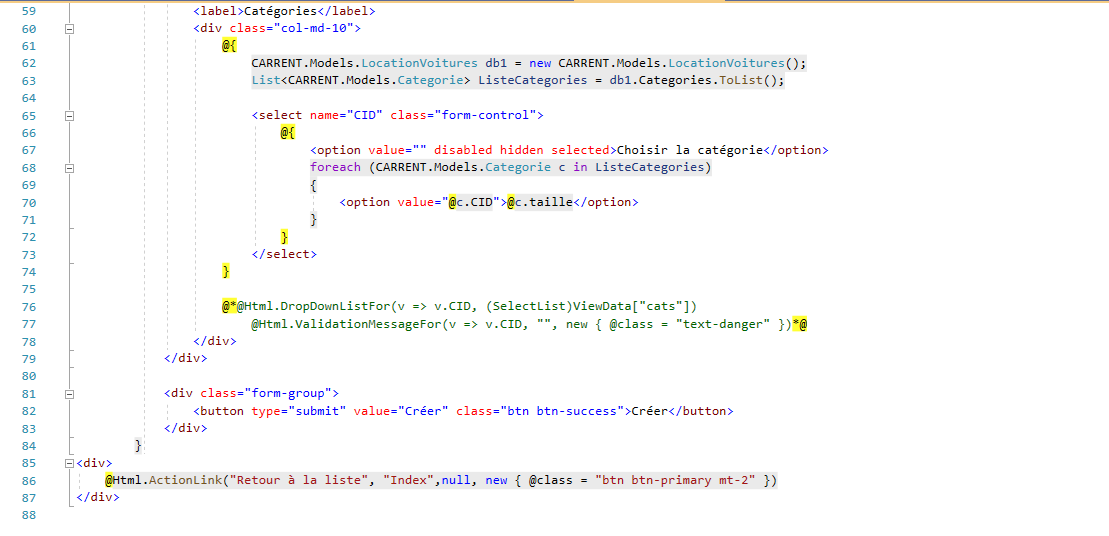 59 <label>Catégories</label>
60 <div class="col-md-10">
61 @{
62 CARRENT.Models.LocationVoitures db1 = new CARRENT.Models.LocationVoitures();
63 List<CARRENT.Models.Categorie> ListeCategories = db1.Categories.ToList();
64
65 <select name="CID" class="form-control">
66 @{
67 <option value="" disabled hidden selected>Choisir la catégorie</option>
68 foreach (CARRENT.Models.Categorie c in ListeCategories)
69 {
70 <option value="@c.CID">@c.taille</option>
71 }
72 }
73 </select>
74 }
75
76 @*@Html.DropDownListFor(v => v.CID, (SelectList)ViewData["cats"])
77 @Html.ValidationMessageFor(v => v.CID, "", new { @class = "text-danger" })*@
78 </div>
79 </div>
80
81 <div class="form-group">
82 <button type="submit" value="Créer" class="btn btn-success">Créer</button>
83 </div>
84 }
85 <div>
86 @Html.ActionLink("Retour à la liste", "Index",null, new { @class = "btn btn-primary mt-2" })
87 </div>
88